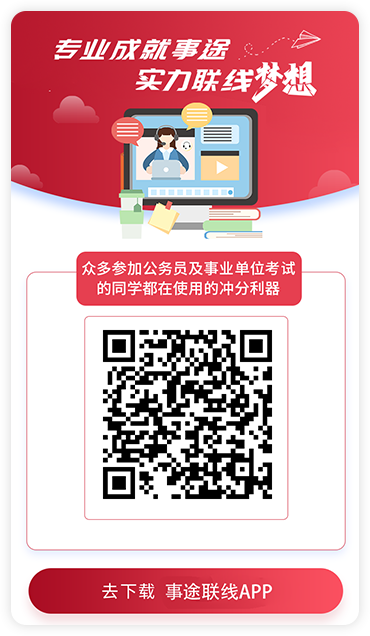 专业成就事途
实力联线梦想
众多参加公务员及事业单位考试
的同学都在使用的冲分利器
去下载 事途联线APP